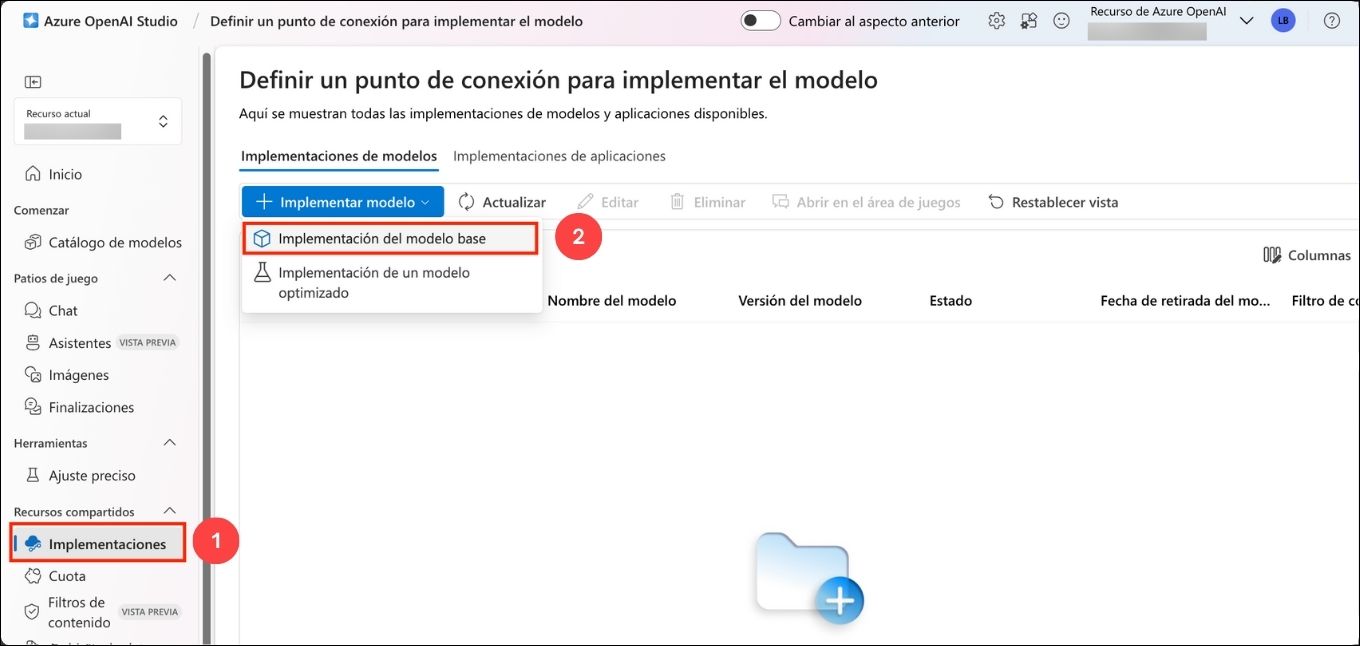 Azure OpenAI Studio / Definir un punto de conexión para implementar el modelo
Cambiar al aspecto anterior
Recurso de Azure OpenAI
LB
Recurso actual
Inicio
Comenzar
Catálogo de modelos
Patios de juego
Chat
Asistentes VISTA PREVIA
Imágenes
Finalizaciones
Herramientas
Ajuste preciso
Recursos compartidos
Implementaciones
1
Cuota
Filtros de
contenido
VISTA PREVIA
Definir un punto de conexión para implementar el modelo
Aquí se muestran todas las implementaciones de modelos y aplicaciones disponibles.
Implementaciones de modelos Implementaciones de aplicaciones
Implementar modelo Actualizar Editar Eliminar Abrir en el área de juegos Restablecer vista
Implementación del modelo base
2
Implementación de un modelo
optimizado
Columnas
Nombre del modelo Versión del modelo Estado Fecha de retirada del mo... Filtro de co